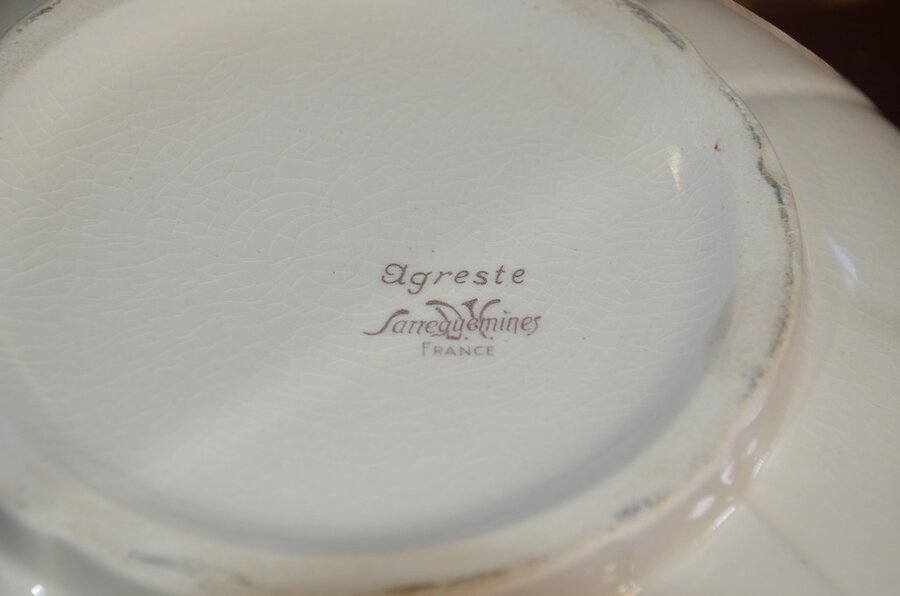 Agreste
Sarreguemines
D.V.
FRANCE